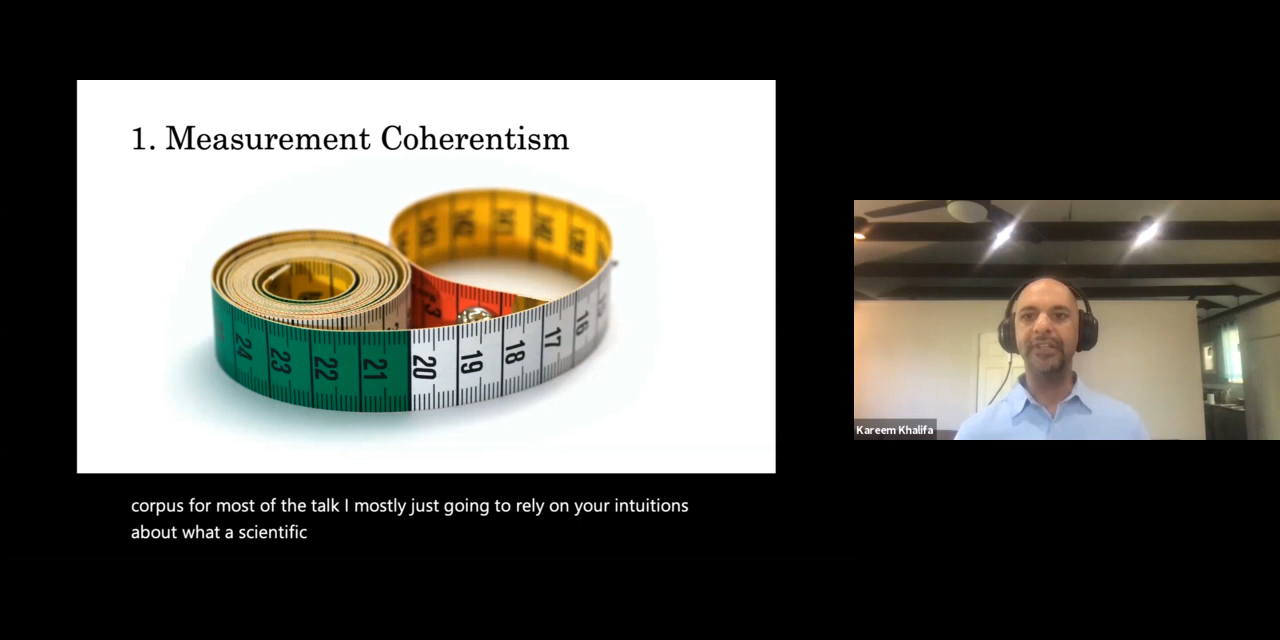 1. Measurement Coherentism
24 23 22 21 20 19 18 17 16
corpus for most of the talk I mostly just going to rely on your intuitions
about what a scientific
Kareem Khalifa